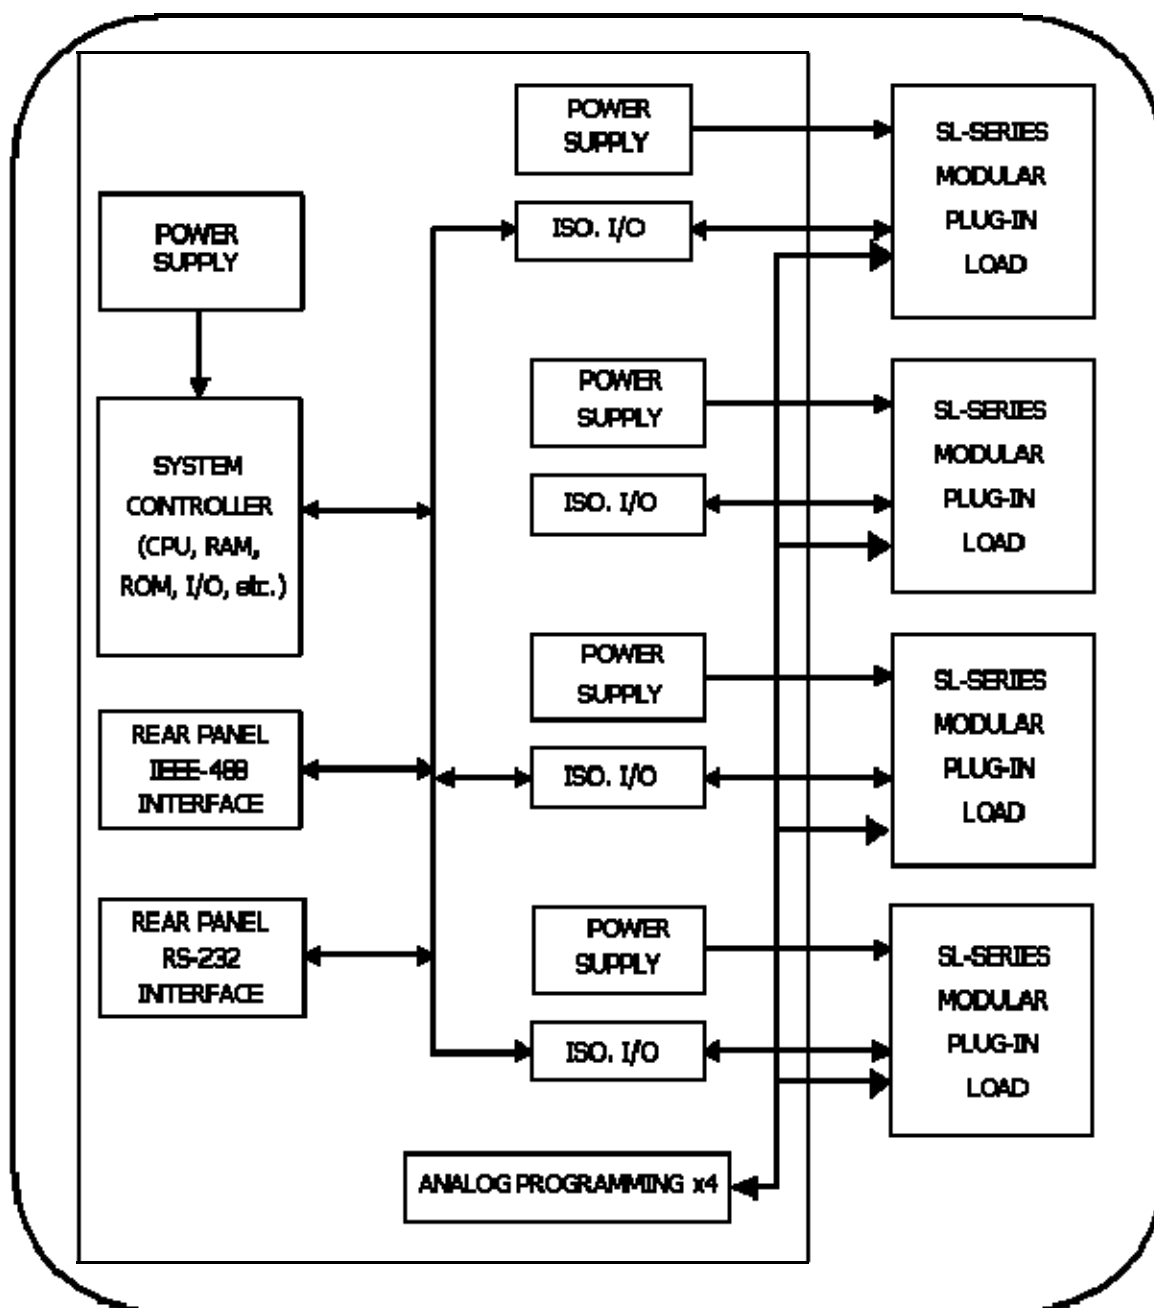 POWER
SUPPLY
SYSTEM
CONTROLLER
(CPU, RAM,
ROM, I/O, etc.)
REAR PANEL
IEEE-488
INTERFACE
REAR PANEL
RS-232
INTERFACE
POWER
SUPPLY
ISO. I/O
POWER
SUPPLY
ISO. I/O
POWER
SUPPLY
ISO. I/O
POWER
SUPPLY
ISO. I/O
ANALOG PROGRAMMING x4
SL-SERIES
MODULAR
PLUG-IN
LOAD
SL-SERIES
MODULAR
PLUG-IN
LOAD
SL-SERIES
MODULAR
PLUG-IN
LOAD
SL-SERIES
MODULAR
PLUG-IN
LOAD